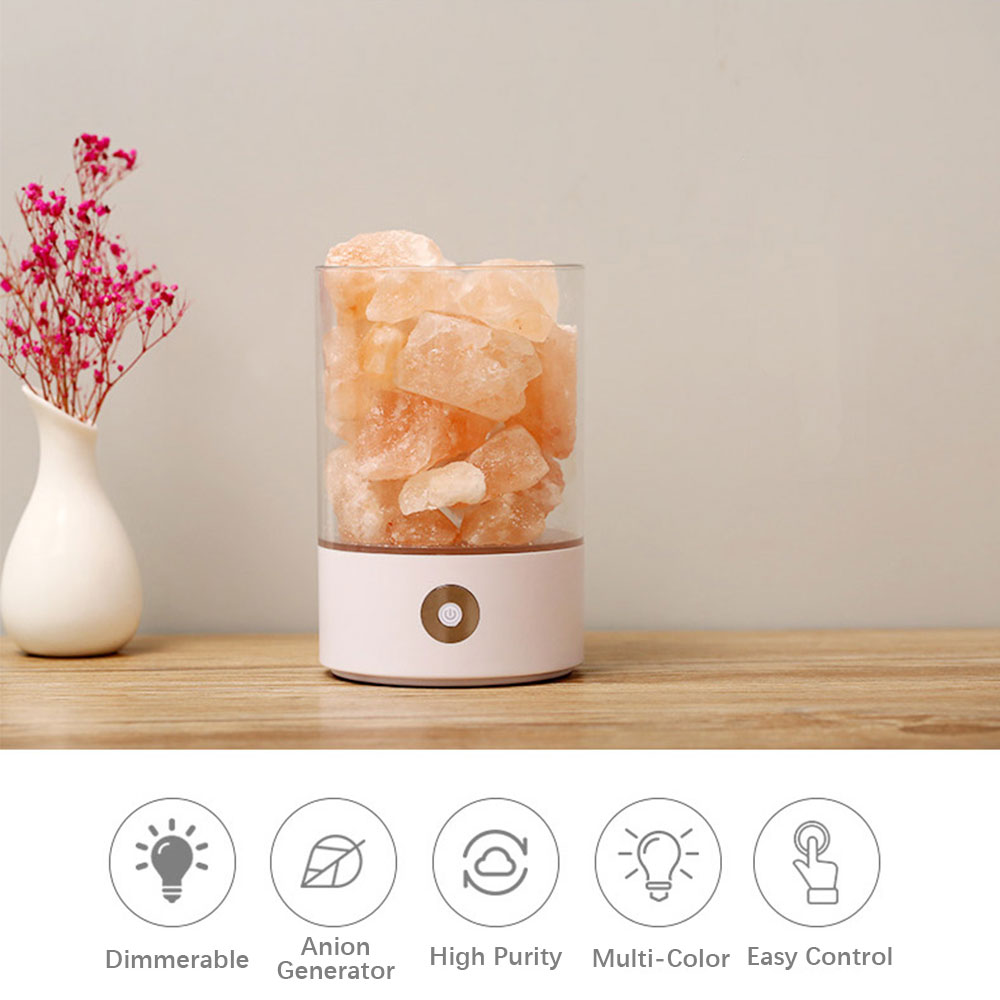 Dimmerable
Anion
Generator
High Purity
Multi-Color
Easy Control